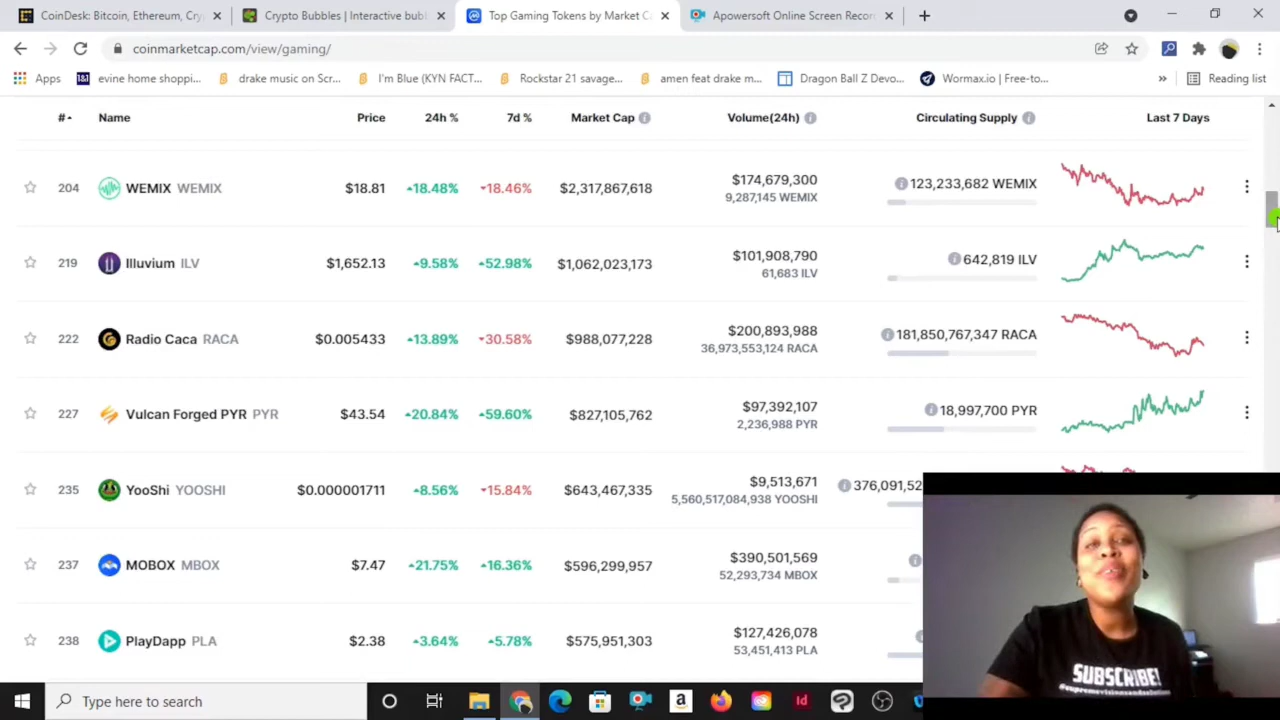 CoinDesk: Bitcoin, Ethereum, Cry
Crypto Bubbles | Interactive bubl
Top Gaming Tokens by Market C
Apowersoft Online Screen Recor
coinmarketcap.com/view/gaming/
Apps
evine home shoppi...
drake music on Scr...
I'm Blue (KYN FACT...
Rockstar 21 savage...
amen feat drake m...
Dragon Ball Z Devo...
Wormax.io | Free-to...
»
Reading list
# Name Price 24h % 7d % Market Cap Volume(24h) Circulating Supply Last 7 Days
204 WEMIX WEMIX $18.81 18.48% 18.46% $2,317,867,618 $174,679,300 123,233,682 WEMIX
9,287,145 WEMIX
219 Illuvium ILV $1,652.13 9.58% 52.98% $1,062,023,173 $101,908,790 642,819 ILV
61,683 ILV
222 Radio Caca RACA $0.005433 13.89% 30.58% $988,077,228 $200,893,988 181,850,767,347 RACA
36,973,553,124 RACA
227 Vulcan Forged PYR PYR $43.54 20.84% 59.60% $827,105,762 $97,392,107 18,997,700 PYR
2,236,988 PYR
235 YooShi YOOSHI $0.000001711 8.56% 15.84% $643,467,335 $9,513,671 376,091,52
5,560,517,084,938 YOOSHI
237 MOBOX MBOX $7.47 21.75% 16.36% $596,299,957 $390,501,569
52,293,734 MBOX
238 PlayDapp PLA $2.38 3.64% 5.78% $575,951,303 $127,426,078
53,451,413 PLA
SUBSCRIBE!
Type here to search